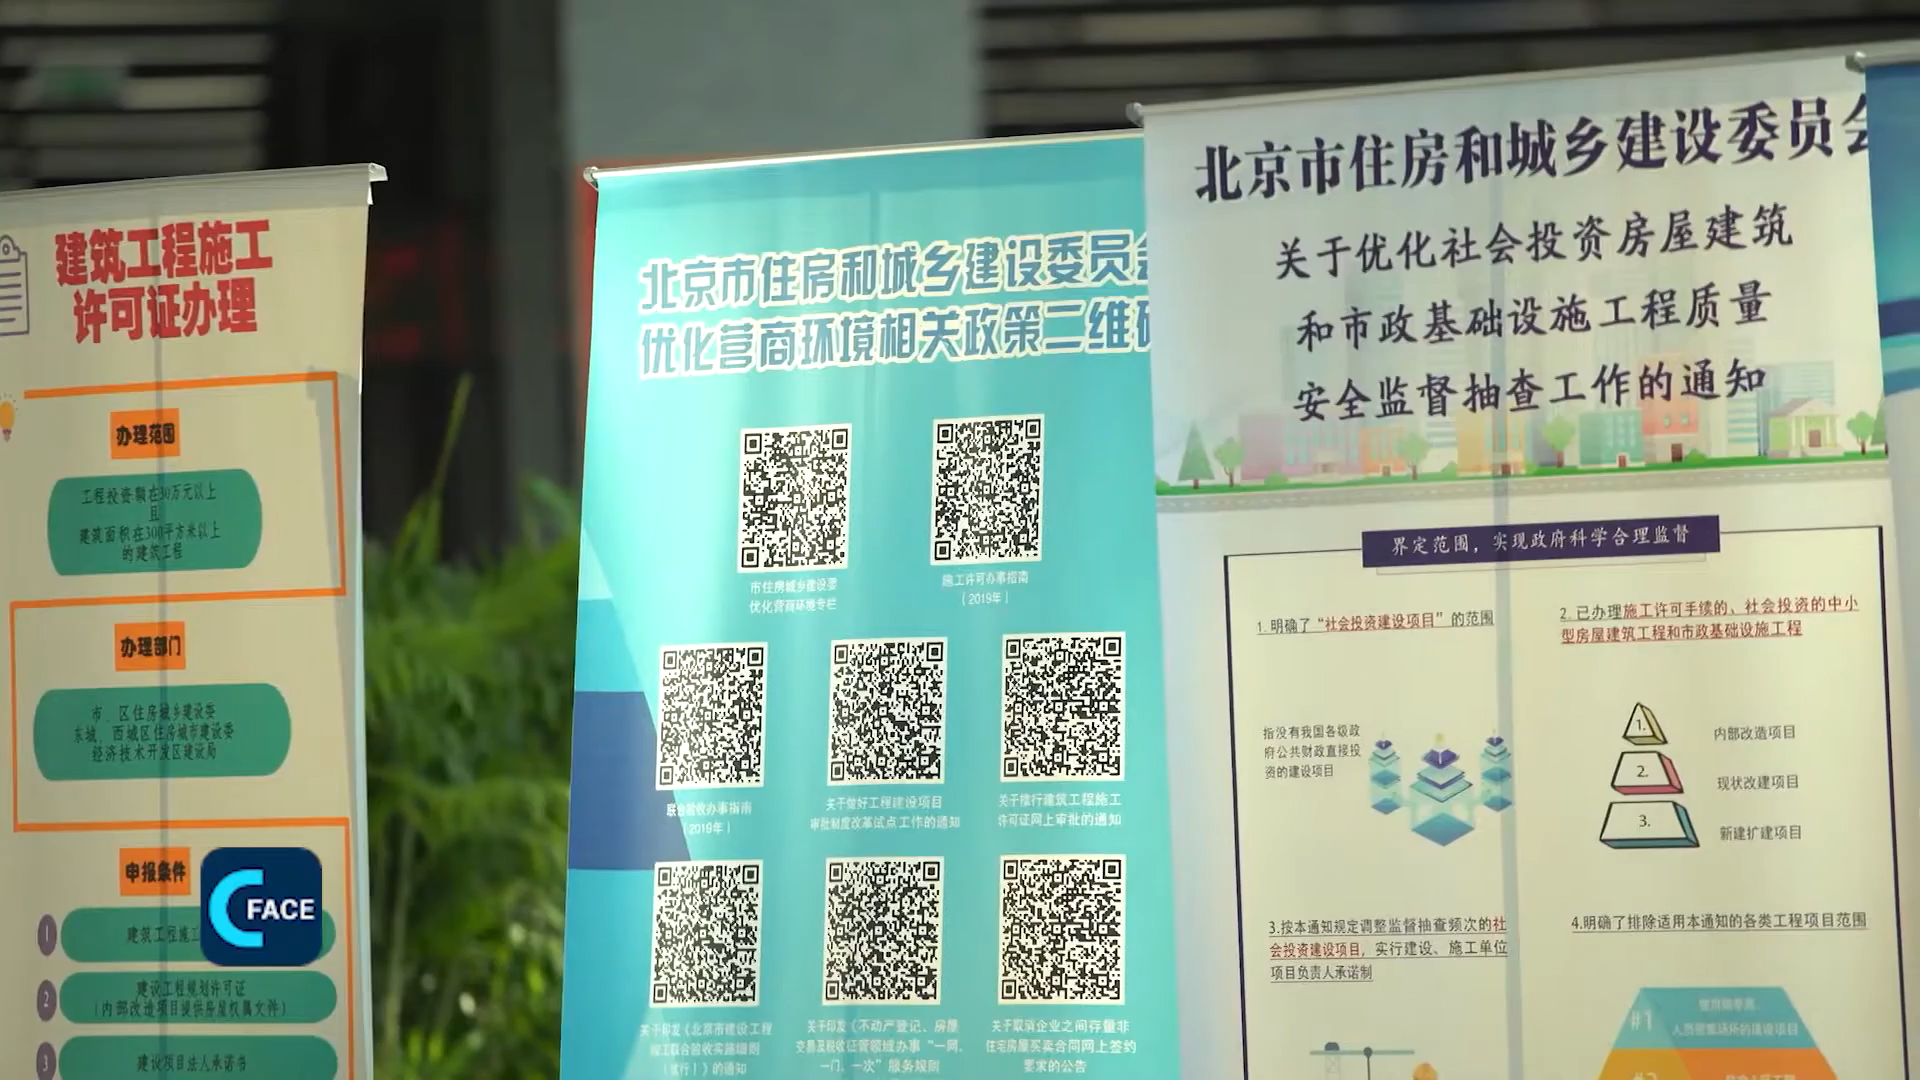 建筑工程施工
许可证办理
办理范围
工程投资额在30万元以上
且
建筑面积在300平方米以上
的建筑工程
办理部门
市、区住房城乡建设委
东城、西城区住房城市建设委
经济技术开发区建设局
申报条件
1
建筑工程施工
2
建设工程规划许可证
(内部改造项目提供房屋权属文件)
3
建设项目法人承诺书
FACE
北京市住房和城乡建设委员会
优化营商环境相关政策二维码
市住房城乡建设委
优化营商环境专栏
施工许可办事指南
(2019年)
联合验收办事指南
(2019年)
关于做好工程建设项目
审批制度改革试点工作的通知
关于推行建筑工程施工
许可证网上审批的通知
关于印发《北京市建设工程
竣工联合验收实施细则
(试行)》的通知
关于印发《不动产登记、房屋
交易及税收征管领域办事“一网、
一门、一次”服务规则
关于取消企业之间存量非
住宅房屋买卖合同网上签约
要求的公告
北京市住房和城乡建设委员会
关于优化社会投资房屋建筑
和市政基础设施工程质量
安全监督抽查工作的通知
界定范围，实现政府科学合理监督
1.明确了“社会投资建设项目”的范围
指没有我国各级政
府公共财政直接投
资的建设项目
2.已办理施工许可手续的、社会投资的中小
型房屋建筑工程和市政基础设施工程
1.
内部改造项目
2.
现状改建项目
3.
新建扩建项目
3.按本通知规定调整监督抽查频次的社
会投资建设项目，实行建设、施工单位
项目负责人承诺制
4.明确了排除适用本通知的各类工程项目范围
#1
人员密集场所的建设项目
#2